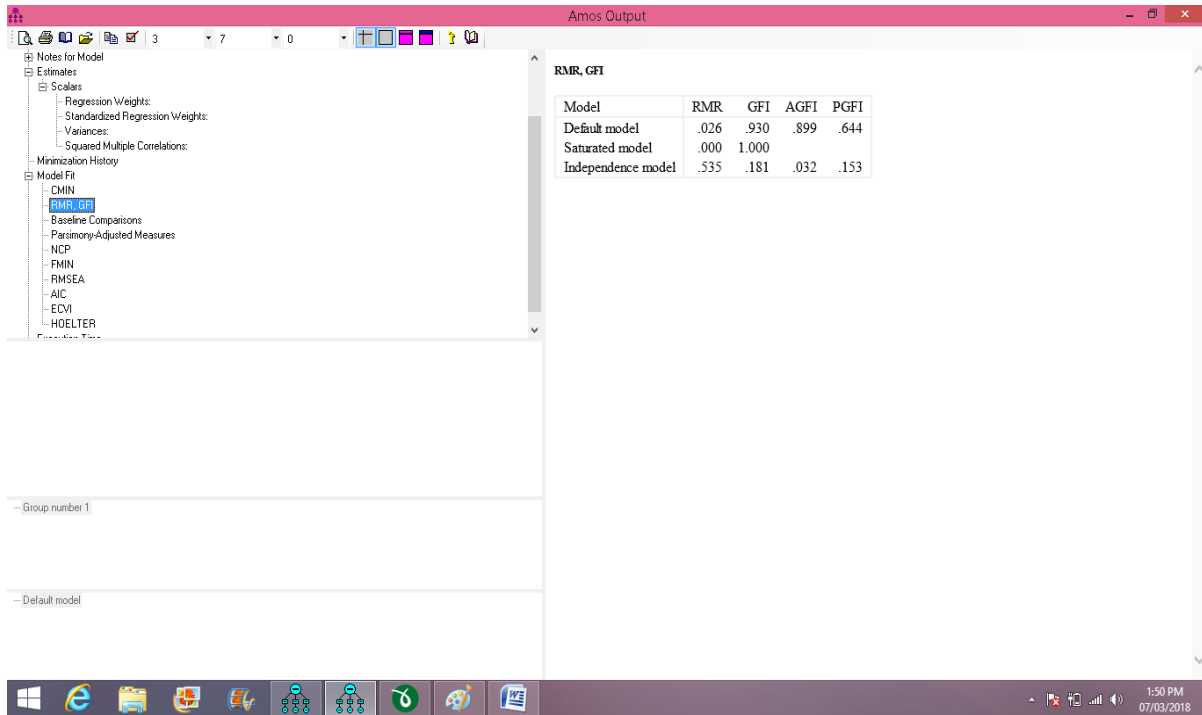 Amos Output
3 7 0
Notes for Model
Estimates
Scalars
Regression Weights:
Standardized Regression Weights:
Variances:
Squared Multiple Correlations:
Minimization History
Model Fit
CMIN
RMR, GFI
Baseline Comparisons
Parsimony-Adjusted Measures
NCP
FMIN
RMSEA
AIC
ECVI
HOELTER
Group number 1
Default model
RMR, GFI
Model RMR GFI AGFI PGFI
Default model .026 .930 .899 .644
Saturated model .000 1.000
Independence model .535 .181 .032 .153
1:50 PM
07/03/2018